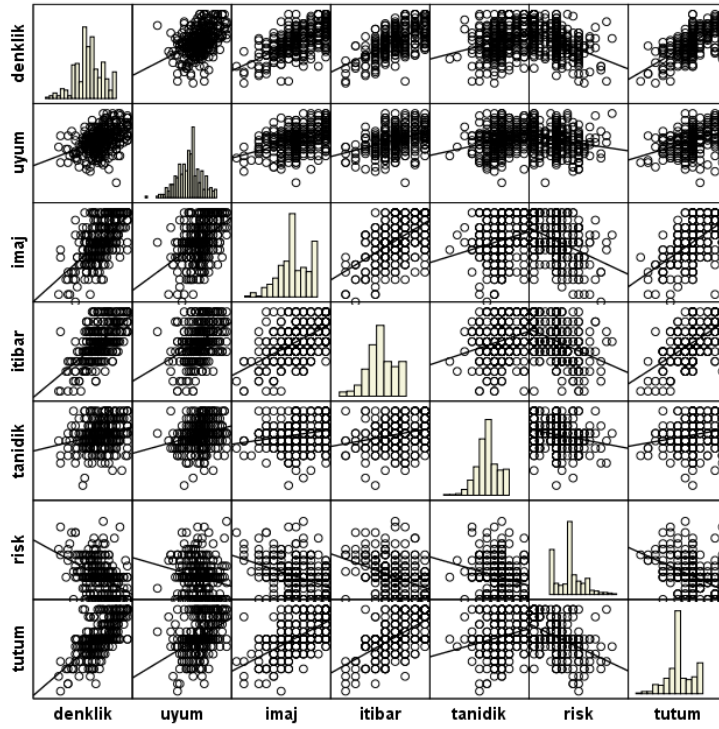 denklik
uyum
imaj
itibar
tanidik
risk
tutum
denklik uyum imaj itibar tanidik risk tutum